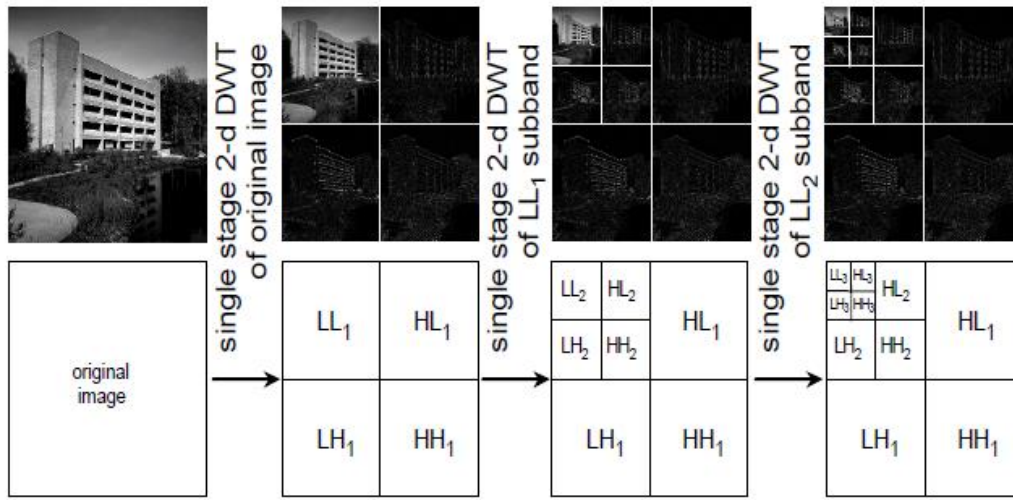 single stage 2-d DWT
of original image
single stage 2-d DWT
of LL₁ subband
single stage 2-d DWT
of LL₂ subband
original
image
LL₁ HL₁
LH₁ HH₁
LL₂ HL₂
LH₂ HH₂
HL₁
LH₁ HH₁
LL₃ HL₃
LH₃ HH₃
HL₂
LH₂ HH₂
HL₁
LH₁ HH₁